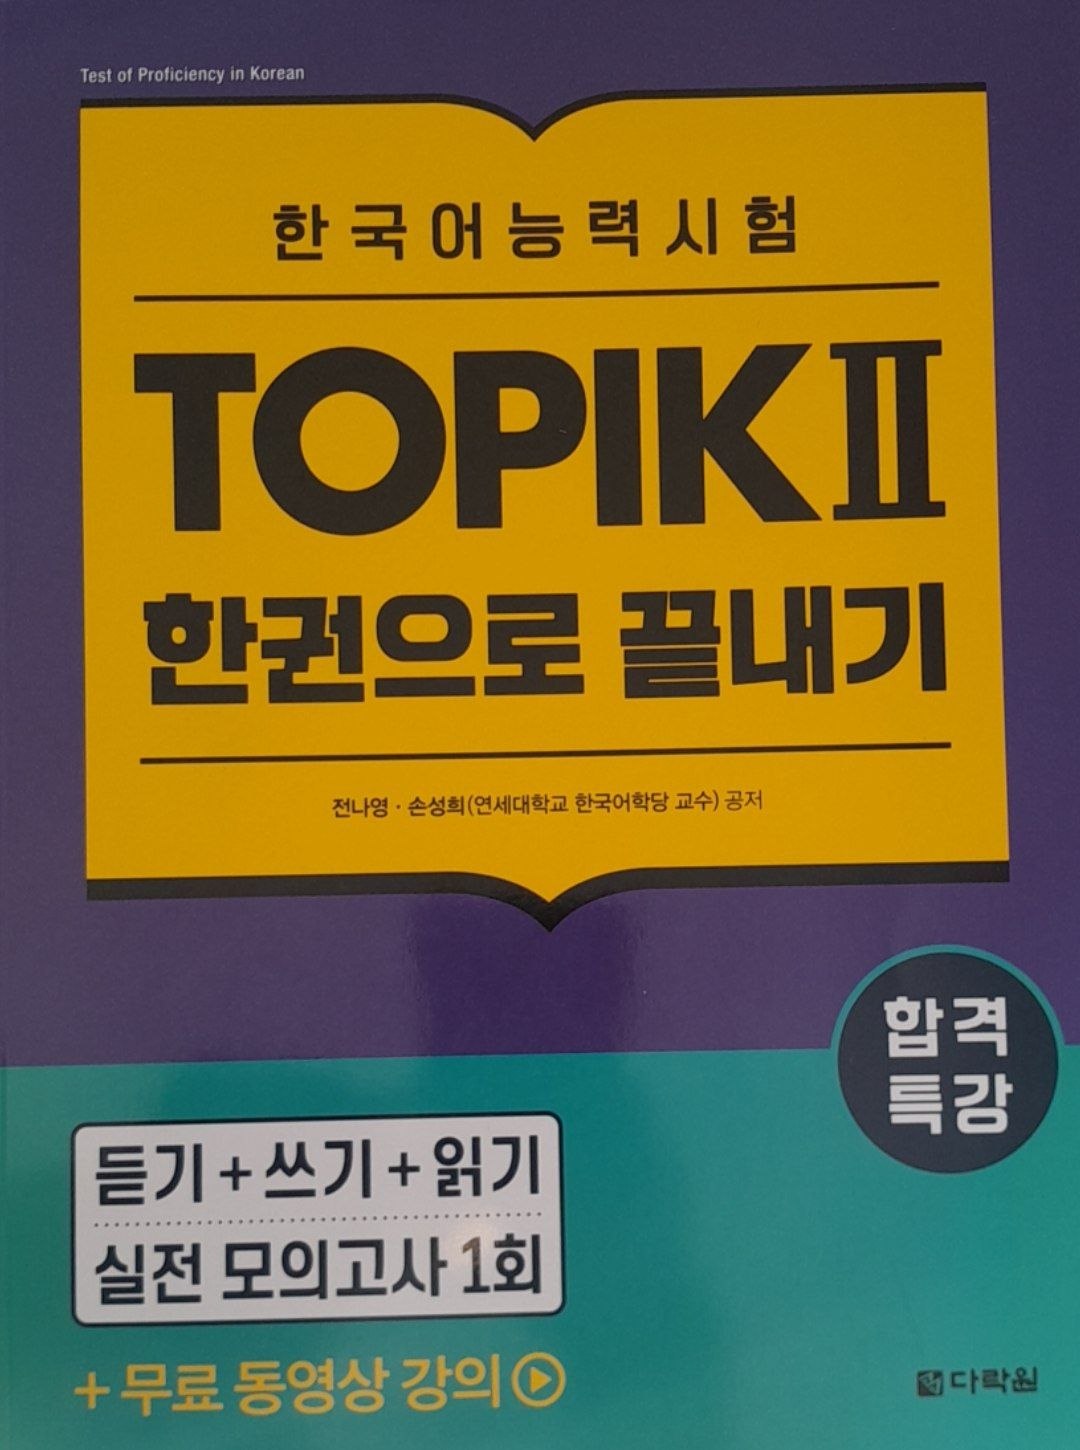 Test of Proficiency in Korean
한국어능력시험
TOPIKⅡ
한권으로 끝내기
전나영 · 손성희(연세대학교 한국어학당 교수) 공저
합격
특강
듣기 + 쓰기 + 읽기
실전 모의고사 1회
+ 무료 동영상 강의
다락원